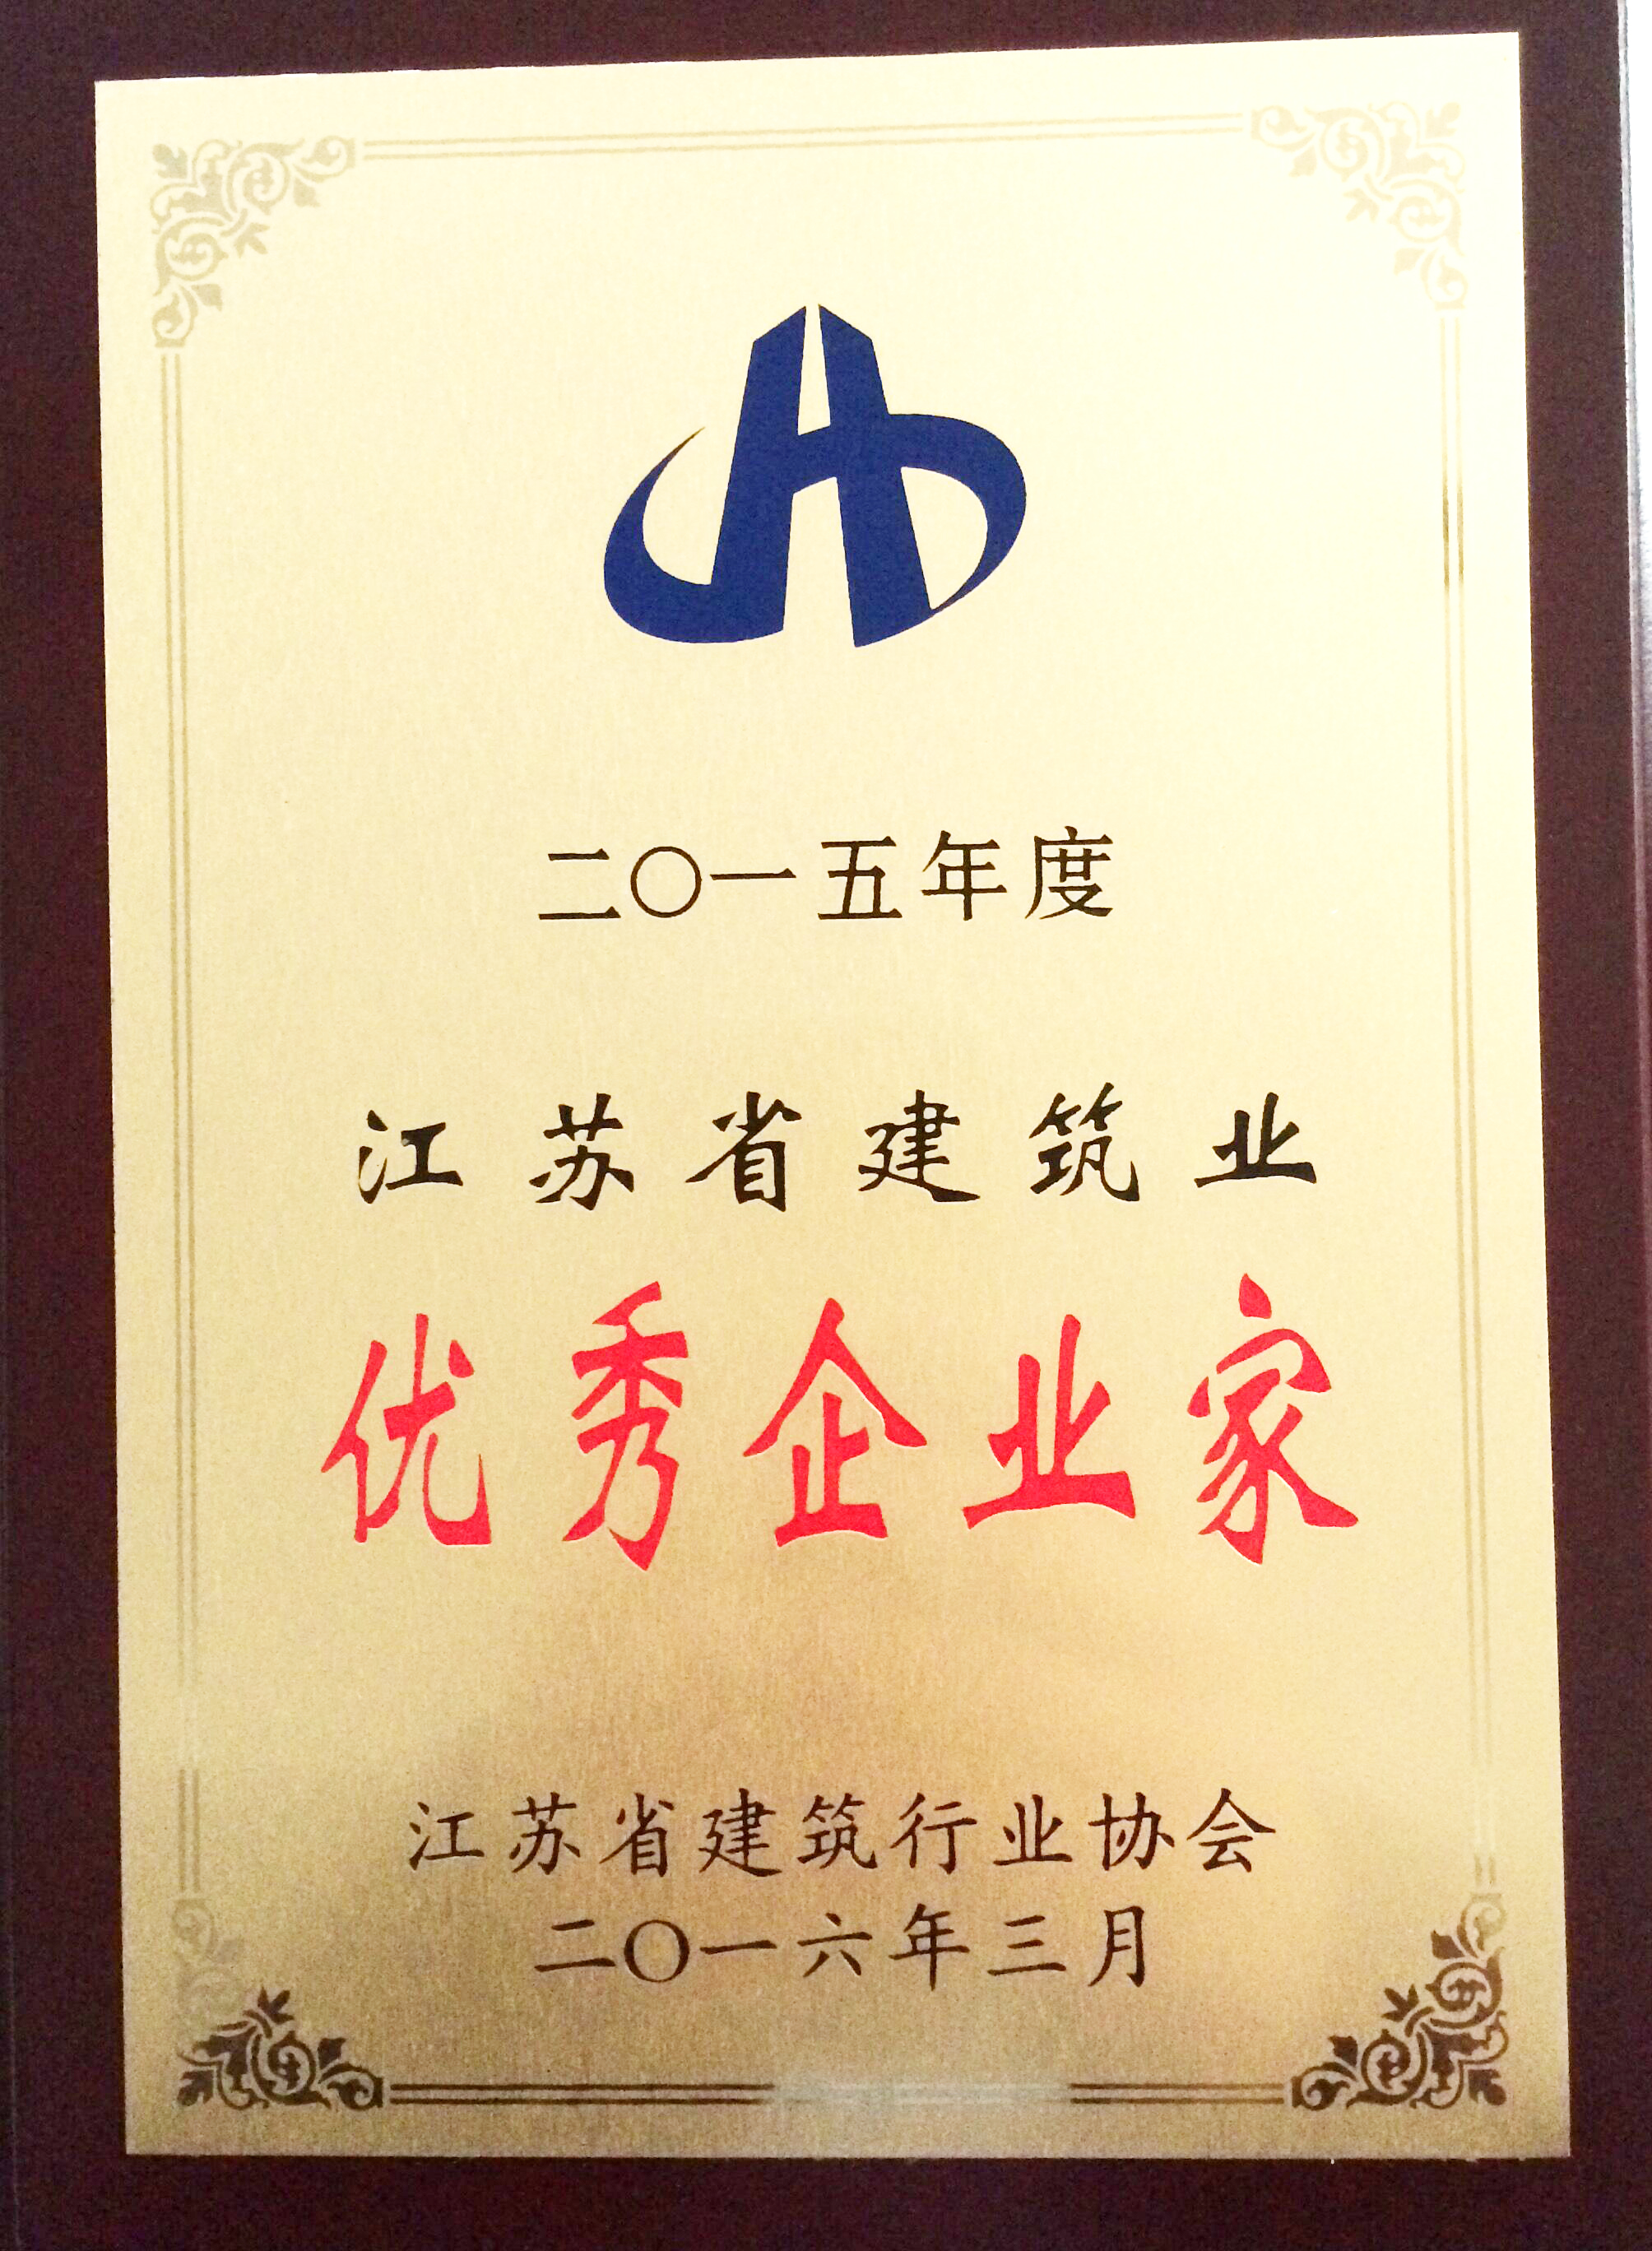 二〇一五年度
江苏省建筑业
优秀企业家
江苏省建筑行业协会
二〇一六年三月